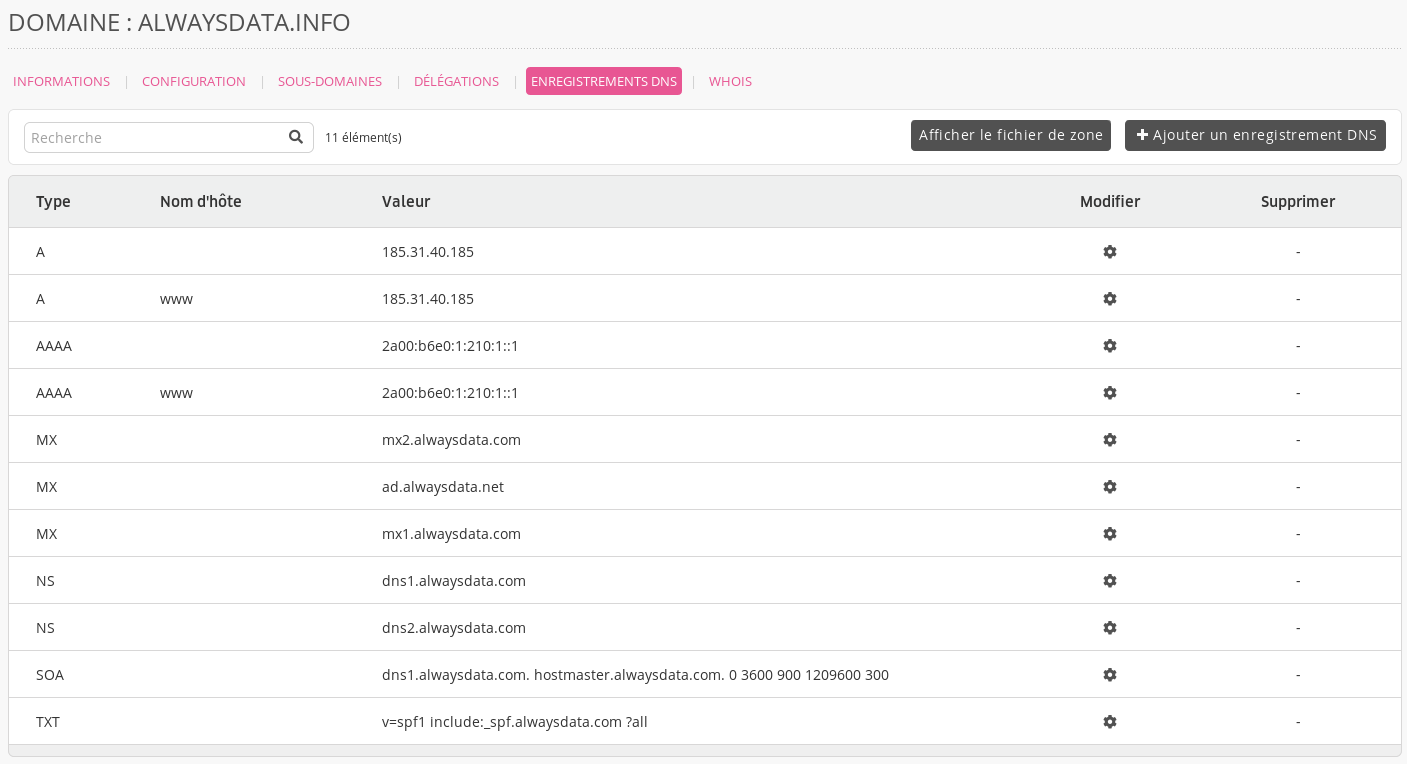 DOMAINE : ALWAYSDATA.INFO
INFORMATIONS | CONFIGURATION | SOUS-DOMAINES | DÉLÉGATIONS | ENREGISTREMENTS DNS | WHOIS
Recherche 11 élément(s) Afficher le fichier de zone Ajouter un enregistrement DNS
Type Nom d'hôte Valeur Modifier Supprimer
A 185.31.40.185 -
A www 185.31.40.185 -
AAAA 2a00:b6e0:1:210:1::1 -
AAAA www 2a00:b6e0:1:210:1::1 -
MX mx2.alwaysdata.com -
MX ad.alwaysdata.net -
MX mx1.alwaysdata.com -
NS dns1.alwaysdata.com -
NS dns2.alwaysdata.com -
SOA dns1.alwaysdata.com. hostmaster.alwaysdata.com. 0 3600 900 1209600 300 -
TXT v=spf1 include:_spf.alwaysdata.com ?all -